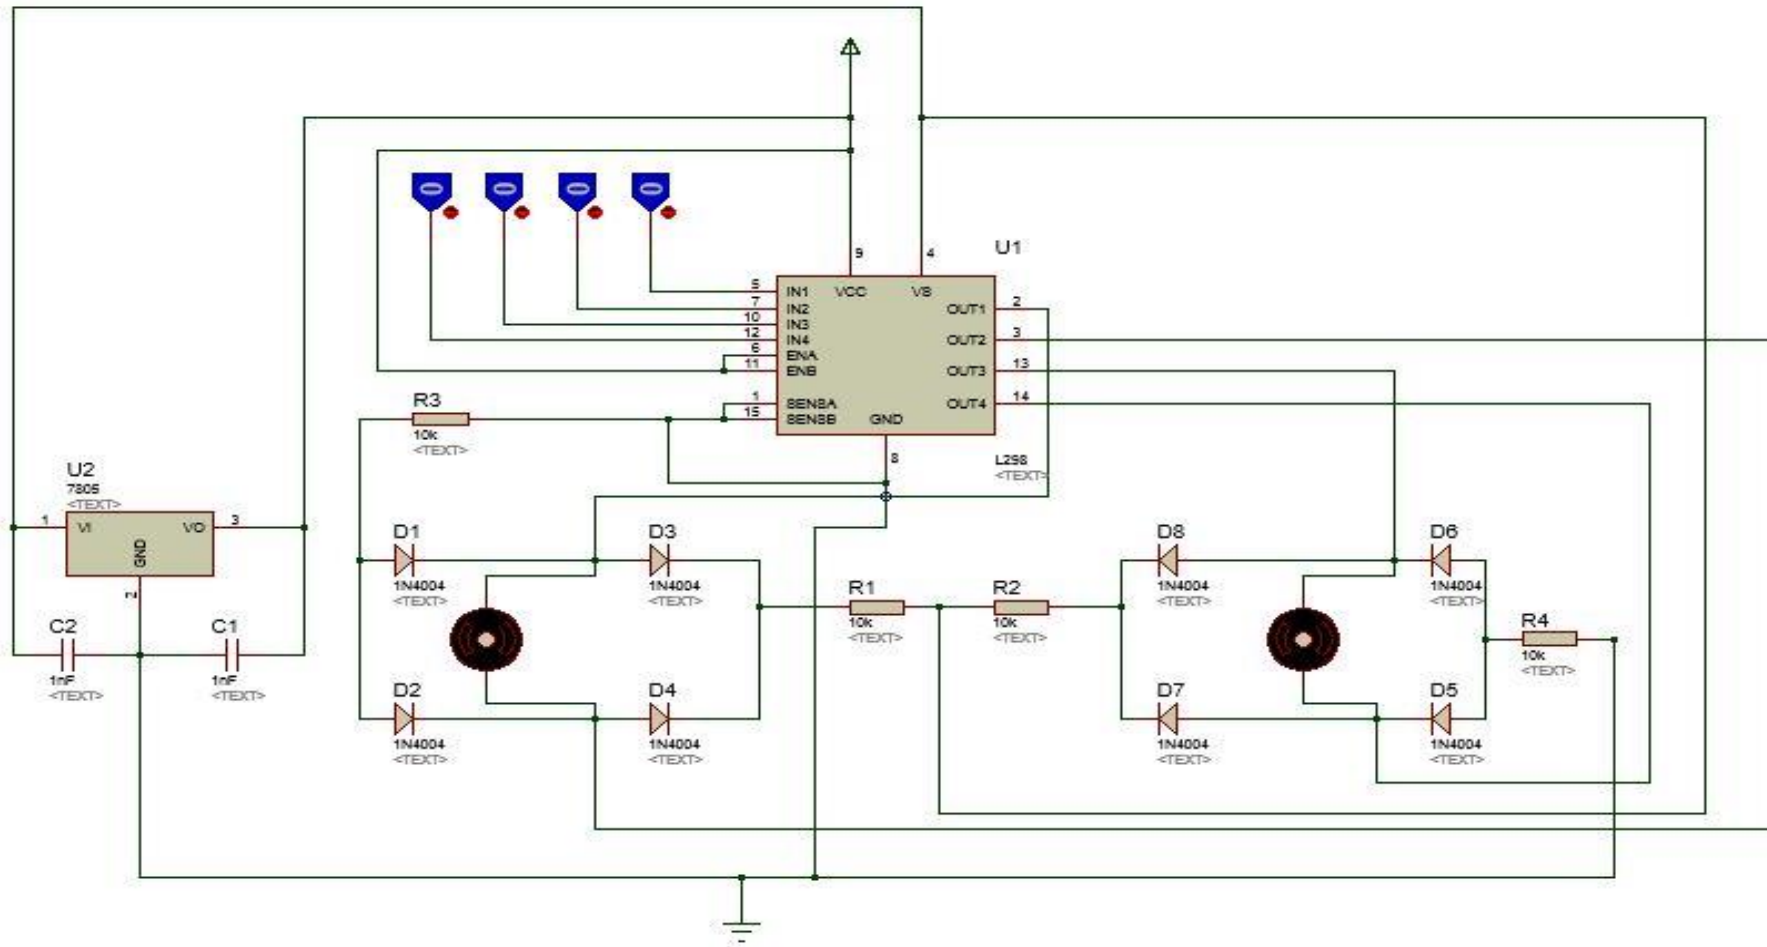 0 0 0 0
U1
9
4
VCC
VS
5
IN1
7
IN2
10
IN3
12
IN4
6
ENA
11
ENB
1
SENSA
15
SENSB
GND
8
OUT1
2
OUT2
3
OUT3
13
OUT4
14
L298
<TEXT>
R3
10k
<TEXT>
U2
7805
<TEXT>
1
VI
VO
3
GND
2
C2
1nF
<TEXT>
C1
1nF
<TEXT>
D1
1N4004
<TEXT>
D3
1N4004
<TEXT>
D2
1N4004
<TEXT>
D4
1N4004
<TEXT>
R1
10k
<TEXT>
R2
10k
<TEXT>
D8
1N4004
<TEXT>
D6
1N4004
<TEXT>
D7
1N4004
<TEXT>
D5
1N4004
<TEXT>
R4
10k
<TEXT>